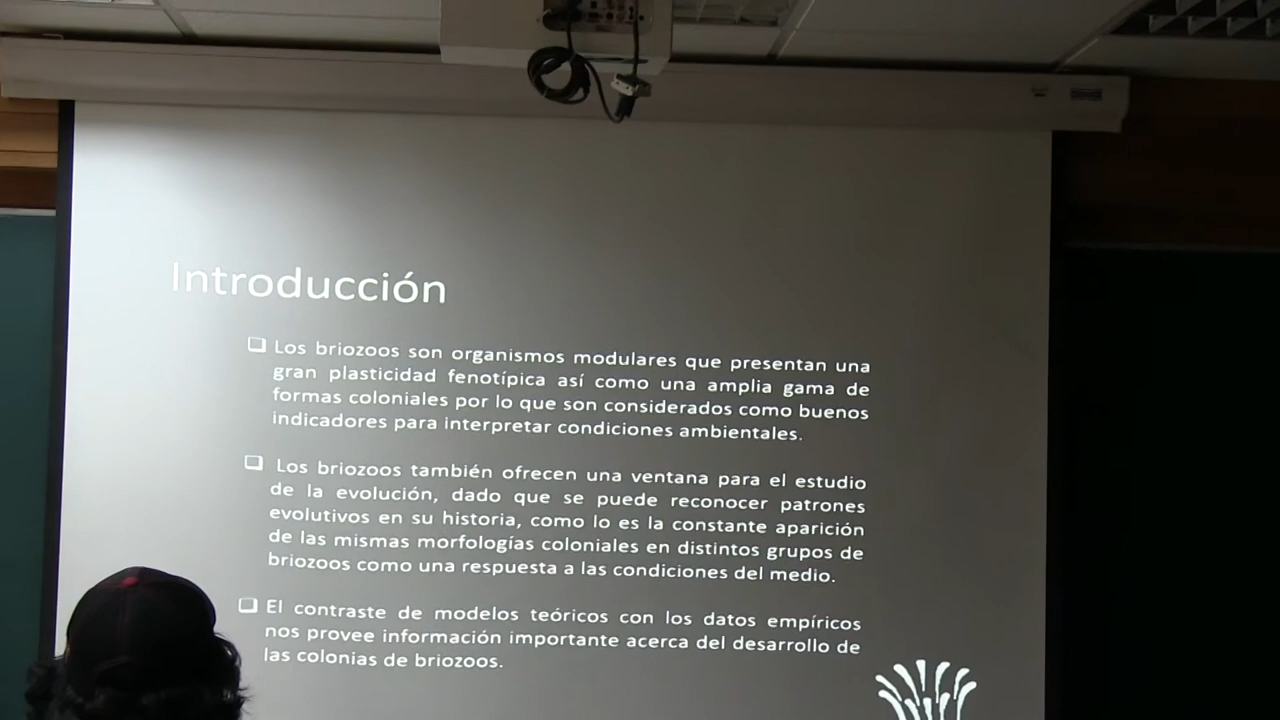 Introducción
Los briozoos son organismos modulares que presentan una
gran plasticidad fenotípica así como una amplia gama de
formas coloniales por lo que son considerados como buenos
indicadores para interpretar condiciones ambientales.
Los briozoos también ofrecen una ventana para el estudio
de la evolución, dado que se puede reconocer patrones
evolutivos en su historia, como lo es la constante aparición
de las mismas morfologías coloniales en distintos grupos de
briozoos como una respuesta a las condiciones del medio.
El contraste de modelos teóricos con los datos empíricos
nos provee información importante acerca del desarrollo de
las colonias de briozoos.